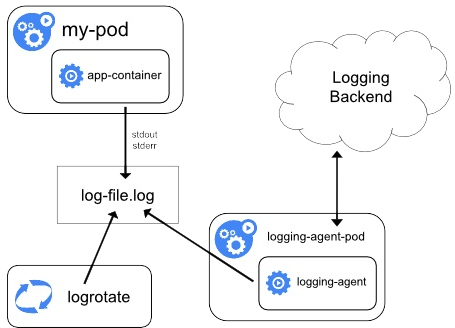 my-pod
app-container
stdout
stderr
log-file.log
logrotate
Logging
Backend
logging-agent-pod
logging-agent